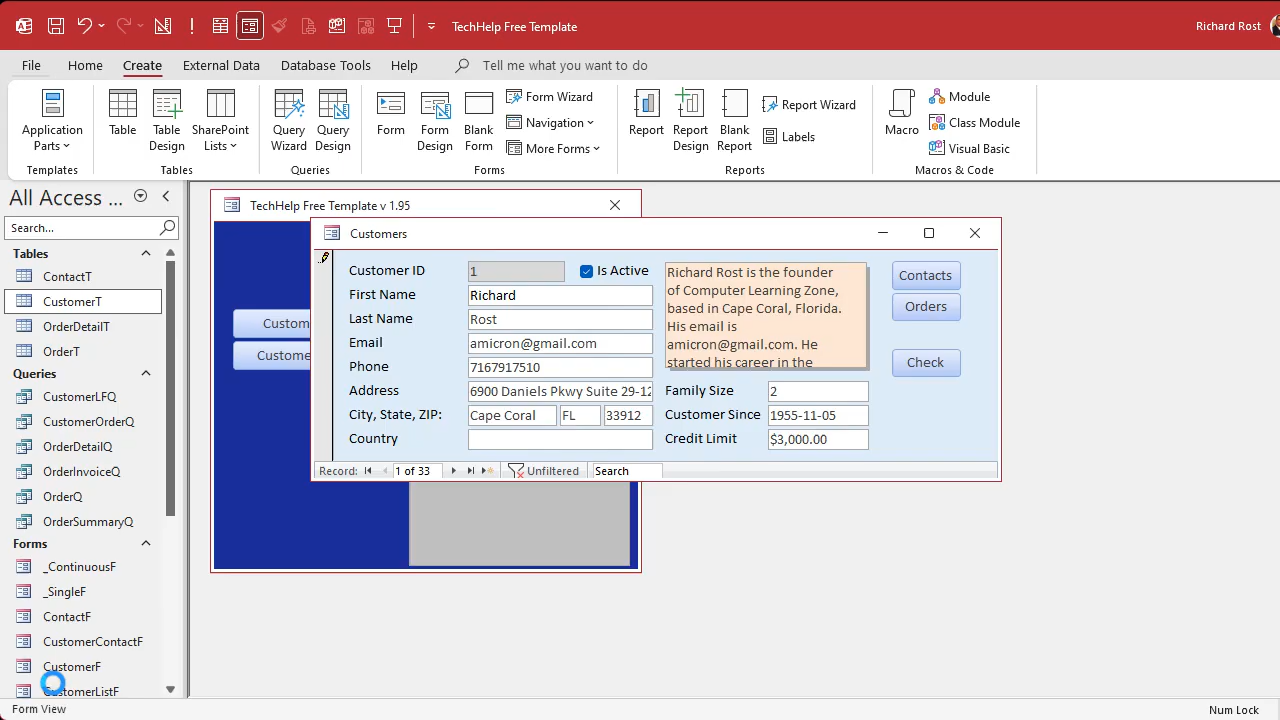 TechHelp Free Template
Richard Rost
File Home Create External Data Database Tools Help Tell me what you want to do
Application Parts
Table
Table Design
SharePoint Lists
Query Wizard
Query Design
Form
Form Design
Blank Form
Form Wizard
Navigation
More Forms
Report
Report Design
Blank Report
Report Wizard
Labels
Macro
Module
Class Module
Visual Basic
Templates Tables Queries Forms Reports Macros & Code
All Access ...
Search...
Tables
ContactT
CustomerT
OrderDetailT
OrderT
Queries
CustomerLFQ
CustomerOrderQ
OrderDetailQ
OrderInvoiceQ
OrderQ
OrderSummaryQ
Forms
_ContinuousF
_SingleF
ContactF
CustomerContactF
CustomerF
CustomerListF
TechHelp Free Template v 1.95
Custom
Custome
Customers
Customer ID 1 Is Active
First Name Richard
Last Name Rost
Email amicron@gmail.com
Phone 7167917510
Address 6900 Daniels Pkwy Suite 29-12
City, State, ZIP: Cape Coral FL 33912
Country
Richard Rost is the founder
of Computer Learning Zone,
based in Cape Coral, Florida.
His email is
amicron@gmail.com. He
started his career in the
Family Size 2
Customer Since 1955-11-05
Credit Limit $3,000.00
Contacts
Orders
Check
Record: 1 of 33 Unfiltered Search
Form View
Num Lock